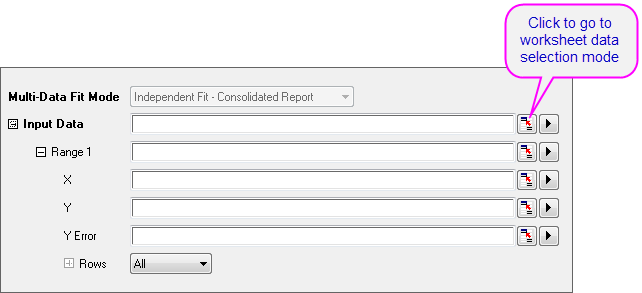 Click to go to
worksheet data
selection mode
Multi-Data Fit Mode Independent Fit - Consolidated Report
Input Data
Range 1
X
Y
Y Error
Rows All